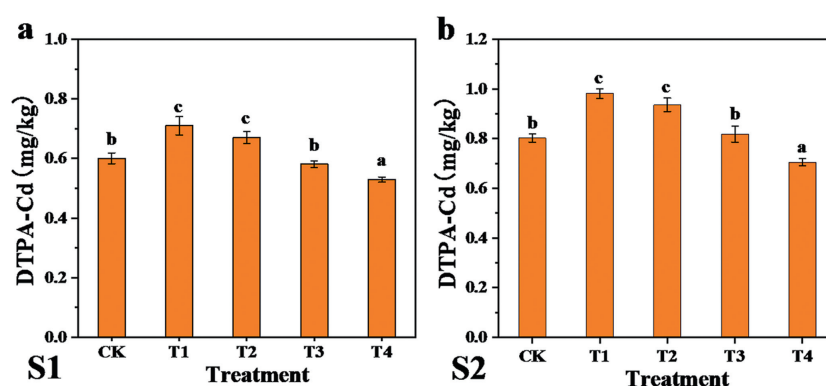 a
DTPA-Cd (mg/kg)
1.0
0.8
0.6
0.4
0.2
0.0
b
c
c
b
a
CK T1 T2 T3 T4
S1
Treatment
b
DTPA-Cd (mg/kg)
1.2
1.0
0.8
0.6
0.4
0.2
0.0
b
c
c
b
a
CK T1 T2 T3 T4
S2
Treatment